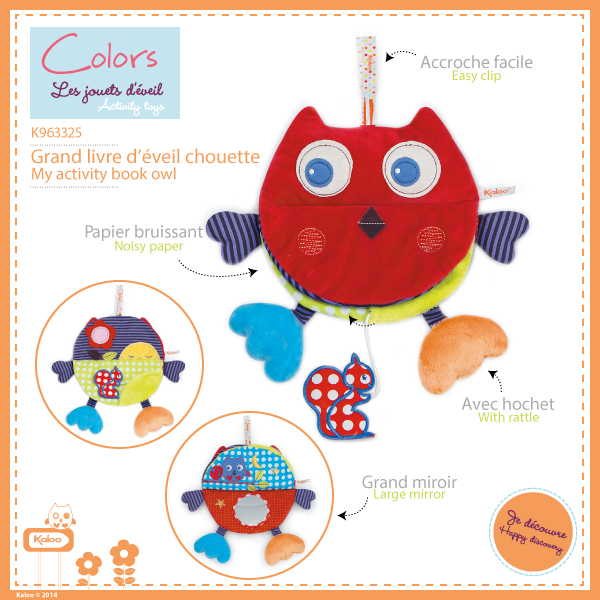 Colors
Les jouets d'éveil
Activity toys
K963325
Grand livre d'éveil chouette
My activity book owl
Accroche facile
Easy clip
Kaloo
Papier bruissant
Noisy paper
Avec hochet
With rattle
Grand miroir
Large mirror
Je découvre
Happy discovery
Kaloo
Kaloo © 2014